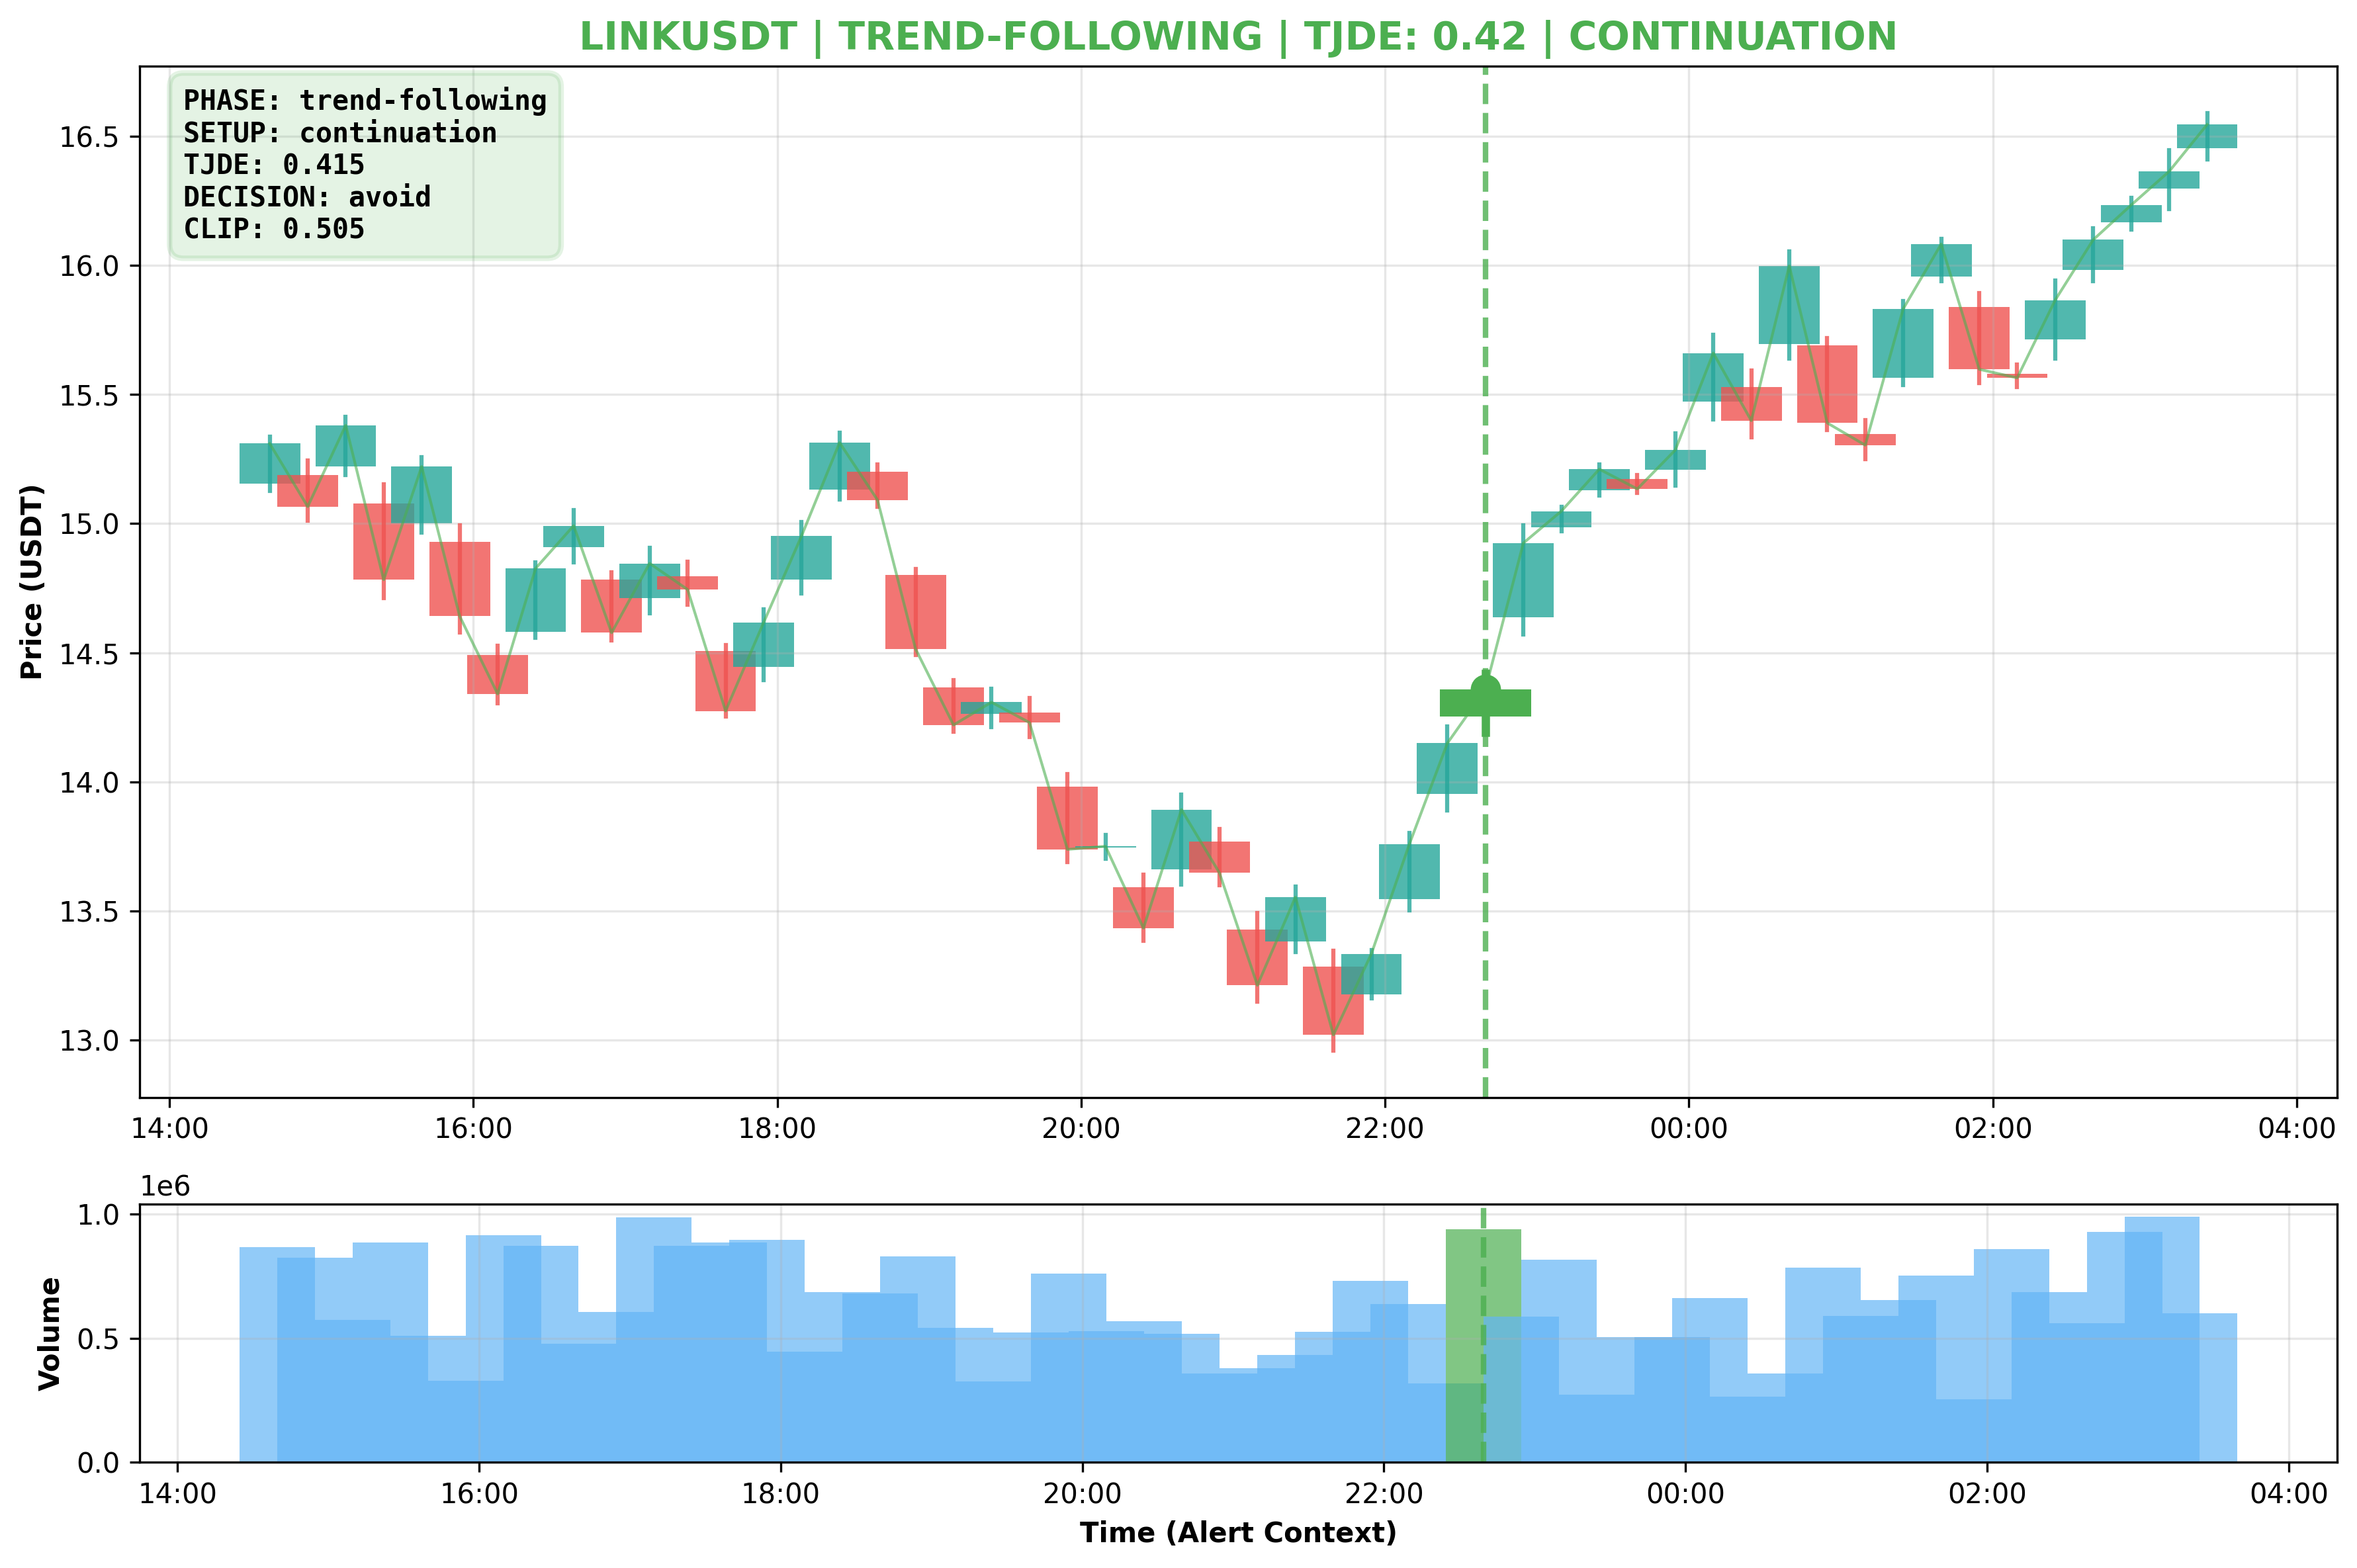 LINKUSDT | TREND-FOLLOWING | TJDE: 0.42 | CONTINUATION
PHASE: trend-following
SETUP: continuation
TJDE: 0.415
DECISION: avoid
CLIP: 0.505
Price (USDT)
16.5
16.0
15.5
15.0
14.5
14.0
13.5
13.0
14:00 16:00 18:00 20:00 22:00 00:00 02:00 04:00
1e6
Volume
1.0
0.5
0.0
14:00 16:00 18:00 20:00 22:00 00:00 02:00 04:00
Time (Alert Context)